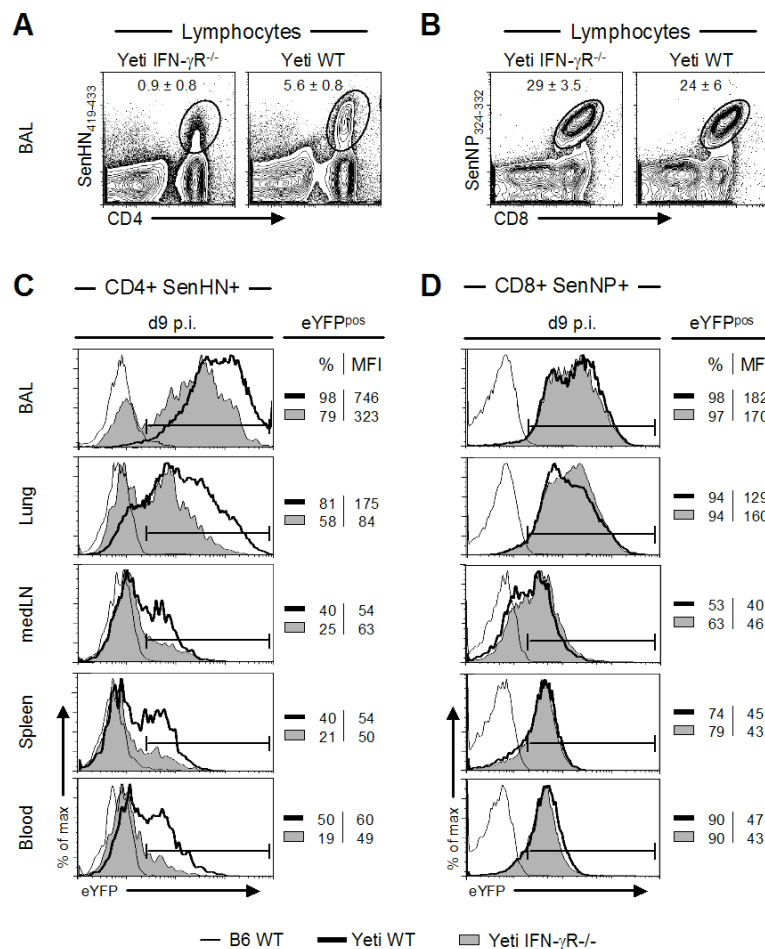 A
Lymphocytes
Yeti IFN-γR-/-
Yeti WT
0.9 ± 0.8
5.6 ± 0.8
BAL
SenHN419-433
CD4
B
Lymphocytes
Yeti IFN-γR-/-
Yeti WT
29 ± 3.5
24 ± 6
SenNP324-332
CD8
C
CD4+ SenHN+
d9 p.i.
eYFPpos
% MFI
BAL
98 746
79 323
Lung
81 175
58 84
medLN
40 54
25 63
Spleen
40 54
21 50
Blood
50 60
19 49
% of max
eYFP
D
CD8+ SenNP+
d9 p.i.
eYFPpos
% MF
98 182
97 170
94 129
94 160
53 40
63 46
74 45
79 43
90 47
90 43
% of max
eYFP
B6 WT
Yeti WT
Yeti IFN-γR-/-